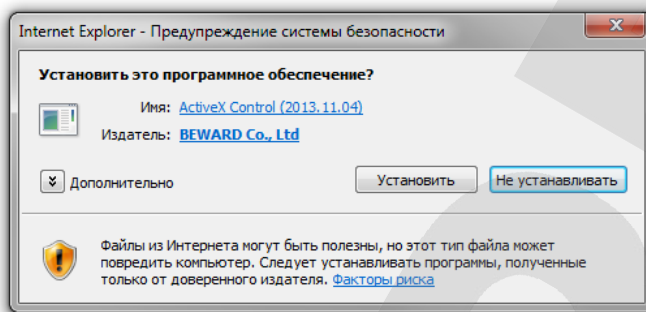 Internet Explorer - Предупреждение системы безопасности
Установить это программное обеспечение?
Имя: ActiveX Control (2013.11.04)
Издатель: BEWARD Co., Ltd
Дополнительно Установить Не устанавливать
Файлы из Интернета могут быть полезны, но этот тип файла может
повредить компьютер. Следует устанавливать программы, полученные
только от доверенного издателя. Факторы риска